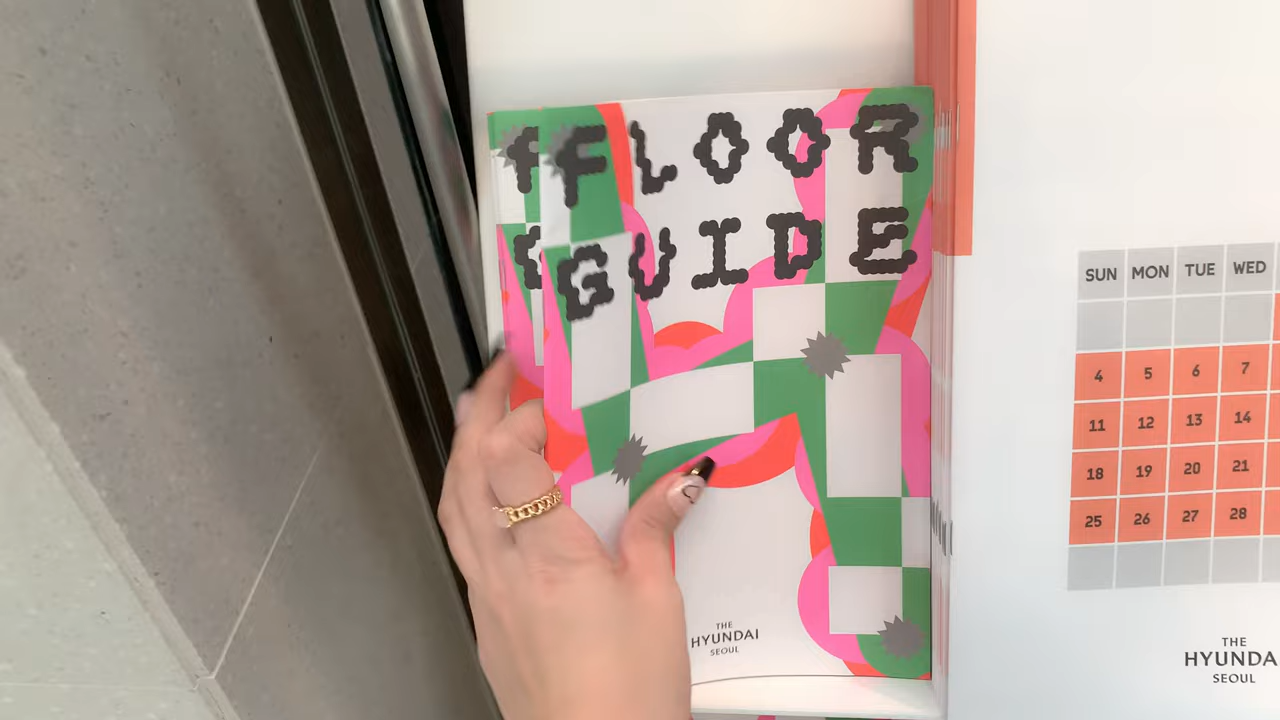 FLOOR
GUIDE
THE
HYUNDAI
SEOUL
SUN MON TUE WED
4 5 6 7
11 12 13 14
18 19 20 21
25 26 27 28
THE
HYUNDA
SEOUL